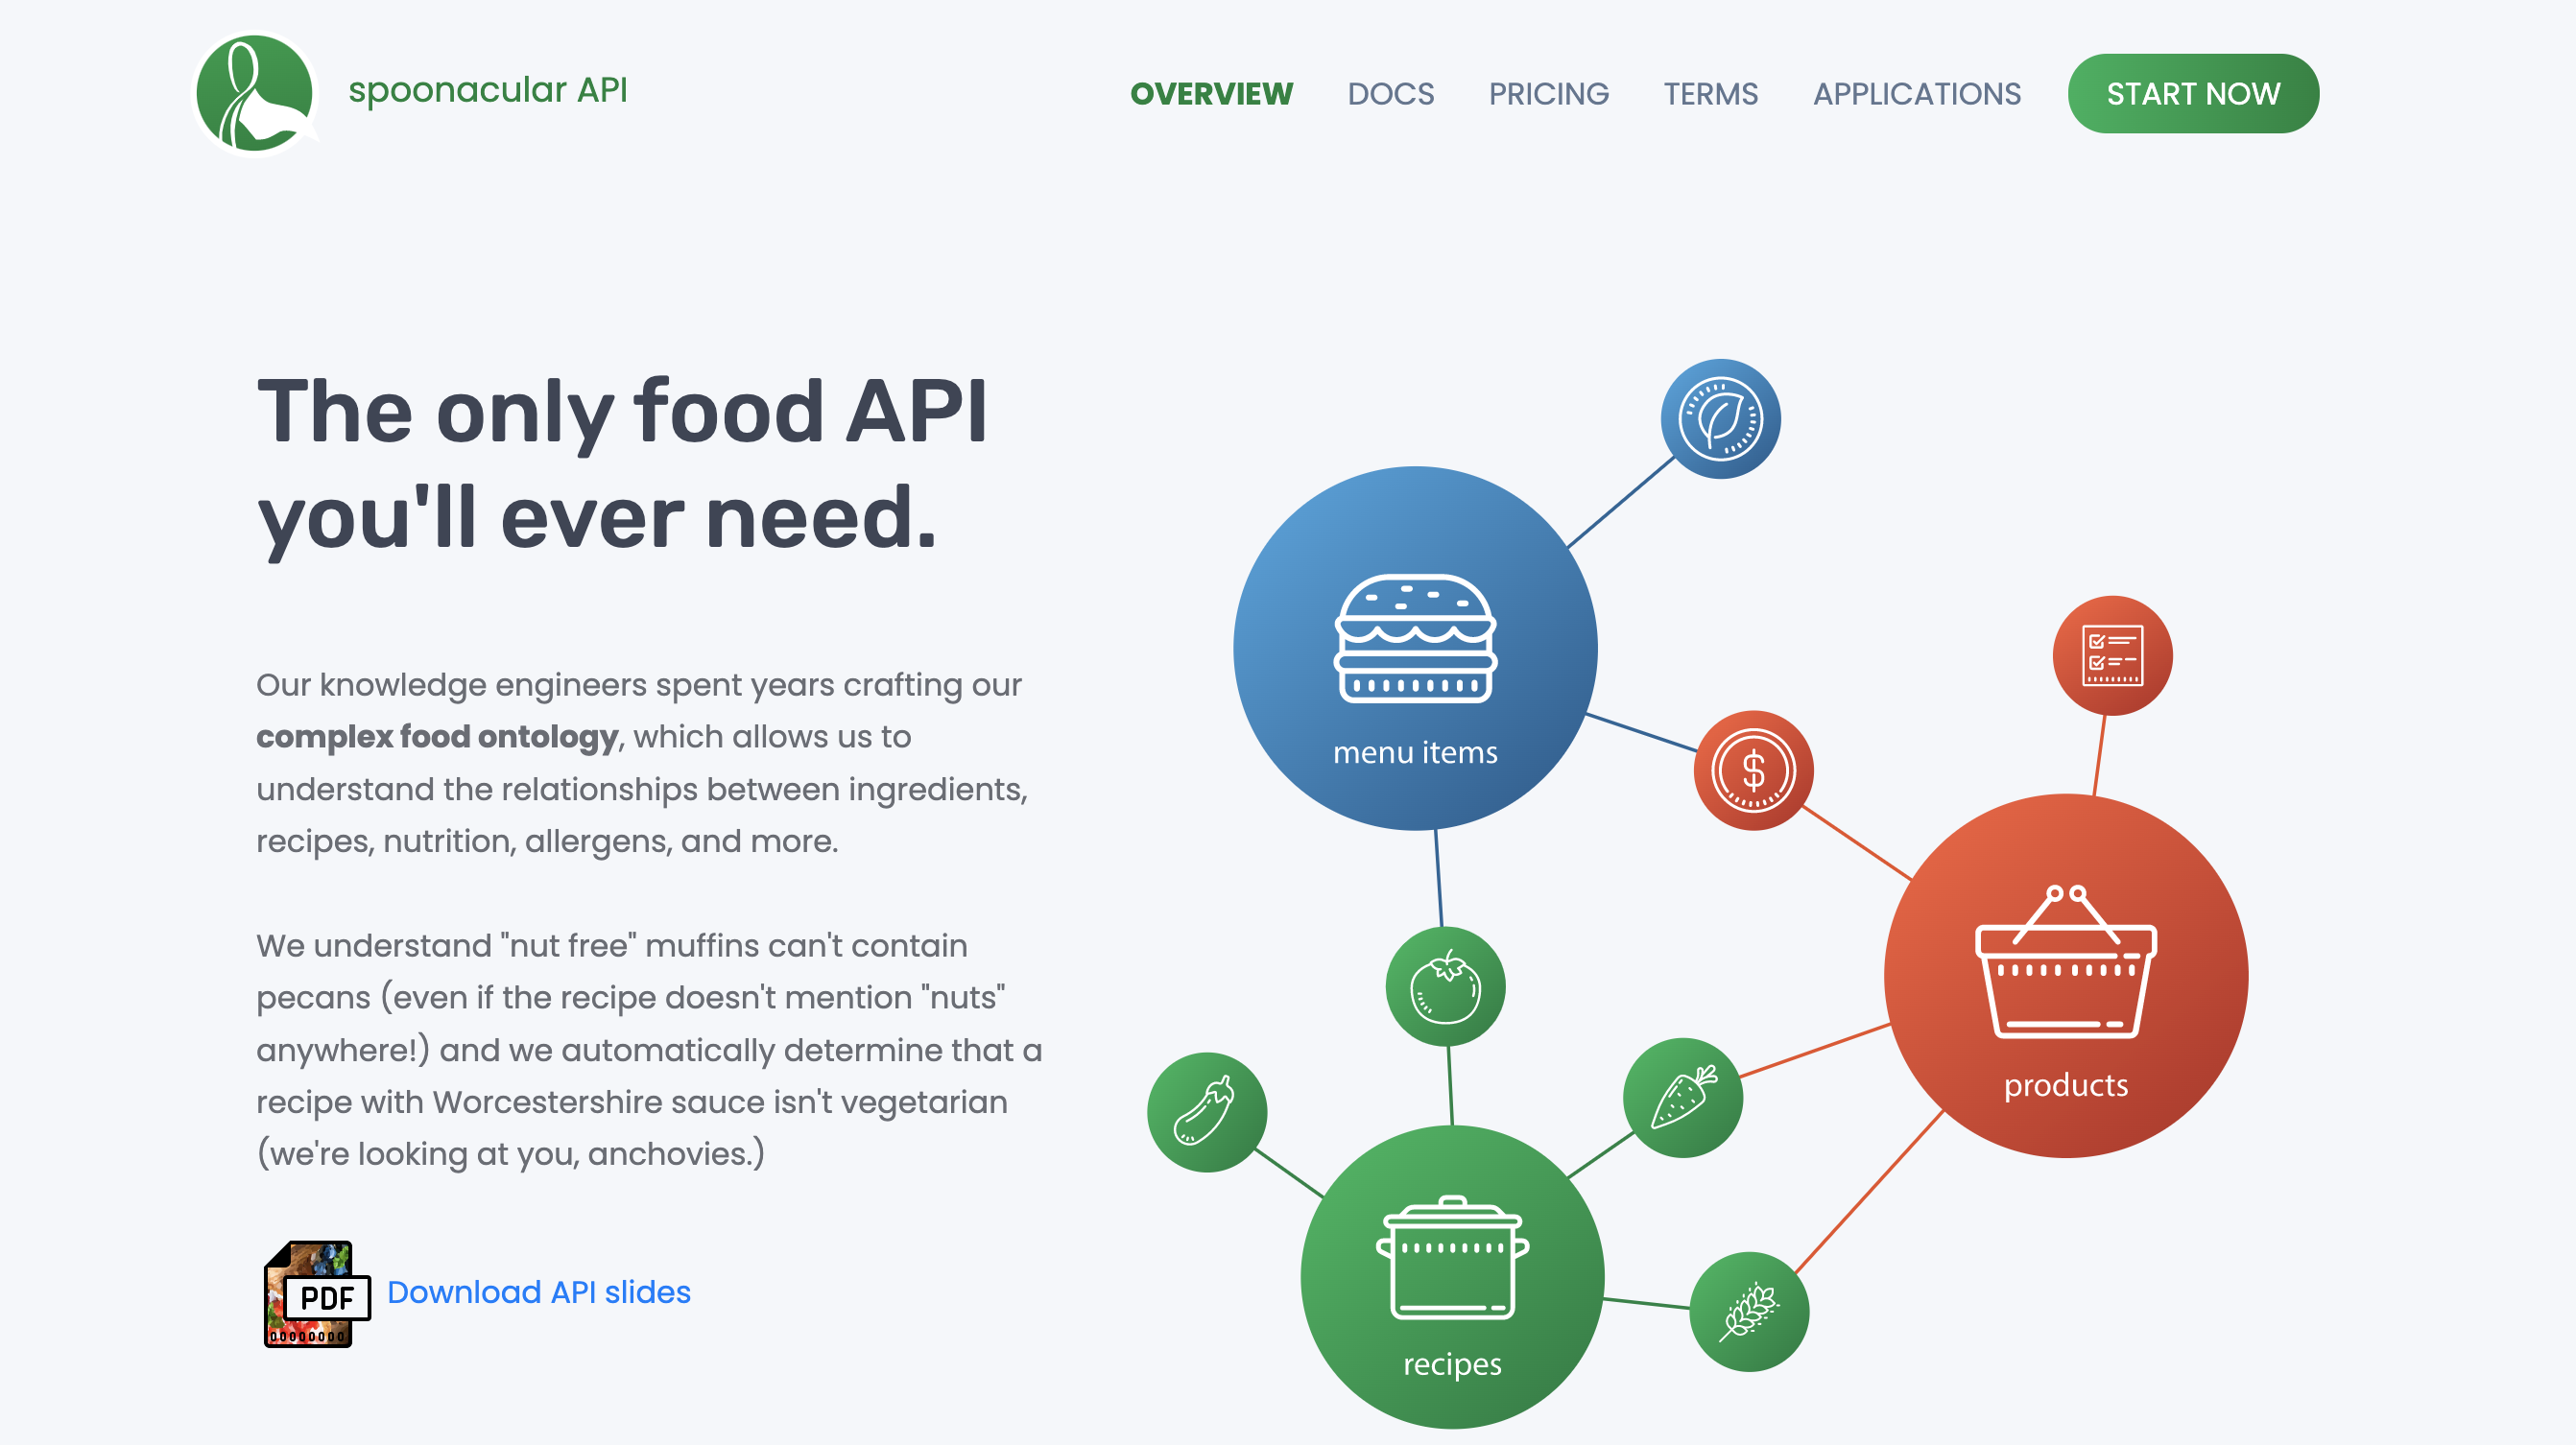 spoonacular API
OVERVIEW
DOCS
PRICING
TERMS
APPLICATIONS
START NOW
The only food API
you'll ever need.
Our knowledge engineers spent years crafting our
complex food ontology, which allows us to
understand the relationships between ingredients,
recipes, nutrition, allergens, and more.
We understand "nut free" muffins can't contain
pecans (even if the recipe doesn't mention "nuts"
anywhere!) and we automatically determine that a
recipe with Worcestershire sauce isn't vegetarian
(we're looking at you, anchovies.)
PDF
Download API slides
menu items
$
products
recipes